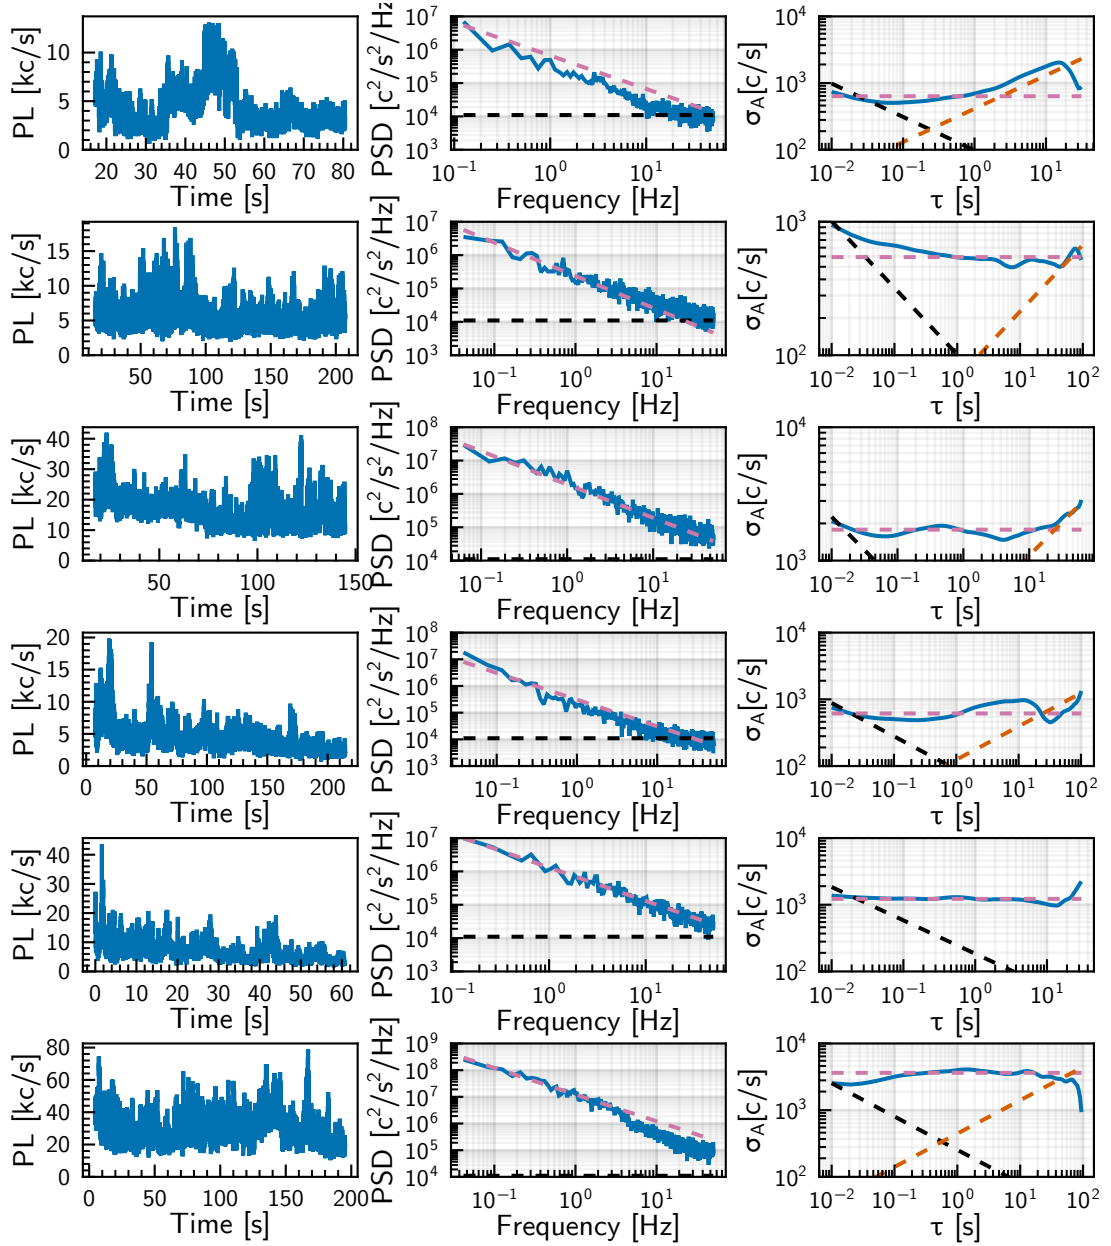 PL [kc/s]
10
5
0
20 30 40 50 60 70 80
Time [s]
PSD [c²/s²/Hz]
10⁷
10⁶
10⁵
10⁴
10³
10⁻¹ 10⁰ 10¹
Frequency [Hz]
σA[c/s]
10⁴
10³
10²
10⁻² 10⁻¹ 10⁰ 10¹
τ [s]
PL [kc/s]
15
10
5
0
50 100 150 200
Time [s]
PSD [c²/s²/Hz]
10⁷
10⁶
10⁵
10⁴
10³
10⁻¹ 10⁰ 10¹
Frequency [Hz]
σA[c/s]
10³
10²
10⁻² 10⁻¹ 10⁰ 10¹ 10²
τ [s]
PL [kc/s]
40
30
20
10
0
50 100 150
Time [s]
PSD [c²/s²/Hz]
10⁸
10⁷
10⁶
10⁵
10⁴
10⁻¹ 10⁰ 10¹
Frequency [Hz]
σA[c/s]
10⁴
10³
10⁻² 10⁻¹ 10⁰ 10¹
τ [s]
PL [kc/s]
20
15
10
5
0
0 50 100 150 200
Time [s]
PSD [c²/s²/Hz]
10⁸
10⁷
10⁶
10⁵
10⁴
10³
10⁻¹ 10⁰ 10¹
Frequency [Hz]
σA[c/s]
10⁴
10³
10²
10⁻² 10⁻¹ 10⁰ 10¹ 10²
τ [s]
PL [kc/s]
40
30
20
10
0
0 10 20 30 40 50 60
Time [s]
PSD [c²/s²/Hz]
10⁷
10⁶
10⁵
10⁴
10³
10⁻¹ 10⁰ 10¹
Frequency [Hz]
σA[c/s]
10⁴
10³
10²
10⁻² 10⁻¹ 10⁰ 10¹
τ [s]
PL [kc/s]
80
60
40
20
0
0 50 100 150 200
Time [s]
PSD [c²/s²/Hz]
10⁹
10⁸
10⁷
10⁶
10⁵
10⁴
10⁻¹ 10⁰ 10¹
Frequency [Hz]
σA[c/s]
10⁴
10³
10²
10⁻² 10⁻¹ 10⁰ 10¹ 10²
τ [s]